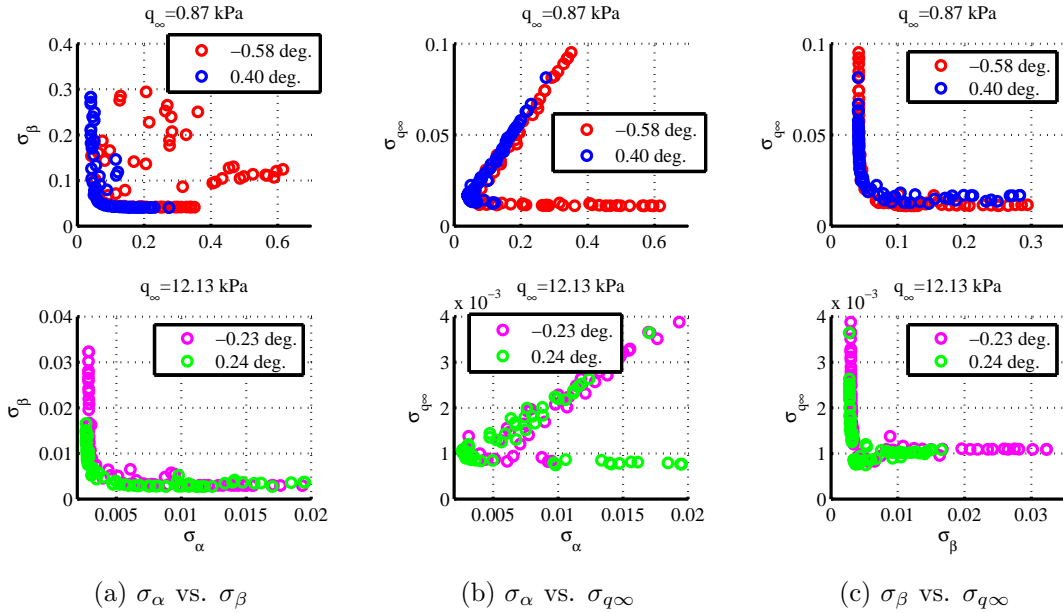 q∞=0.87 kPa
0.4
0.3
0.2
0.1
0
−0.58 deg.
0.40 deg.
σβ
0 0.2 0.4 0.6
q∞=0.87 kPa
0.1
0.05
0
−0.58 deg.
0.40 deg.
σq∞
0 0.2 0.4 0.6
q∞=0.87 kPa
0.1
0.05
0
−0.58 deg.
0.40 deg.
σq∞
0 0.1 0.2 0.3
q∞=12.13 kPa
0.04
0.03
0.02
0.01
0
−0.23 deg.
0.24 deg.
σβ
0.005 0.01 0.015 0.02
σα
q∞=12.13 kPa
x 10−3
4
3
2
1
0
−0.23 deg.
0.24 deg.
σq∞
0.005 0.01 0.015
σα
q∞=12.13 kPa
x 10−3
4
3
2
1
0
−0.23 deg.
0.24 deg.
σq∞
0 0.01 0.02 0.03
σβ
(a) σα vs. σβ
(b) σα vs. σq∞
(c) σβ vs. σq∞